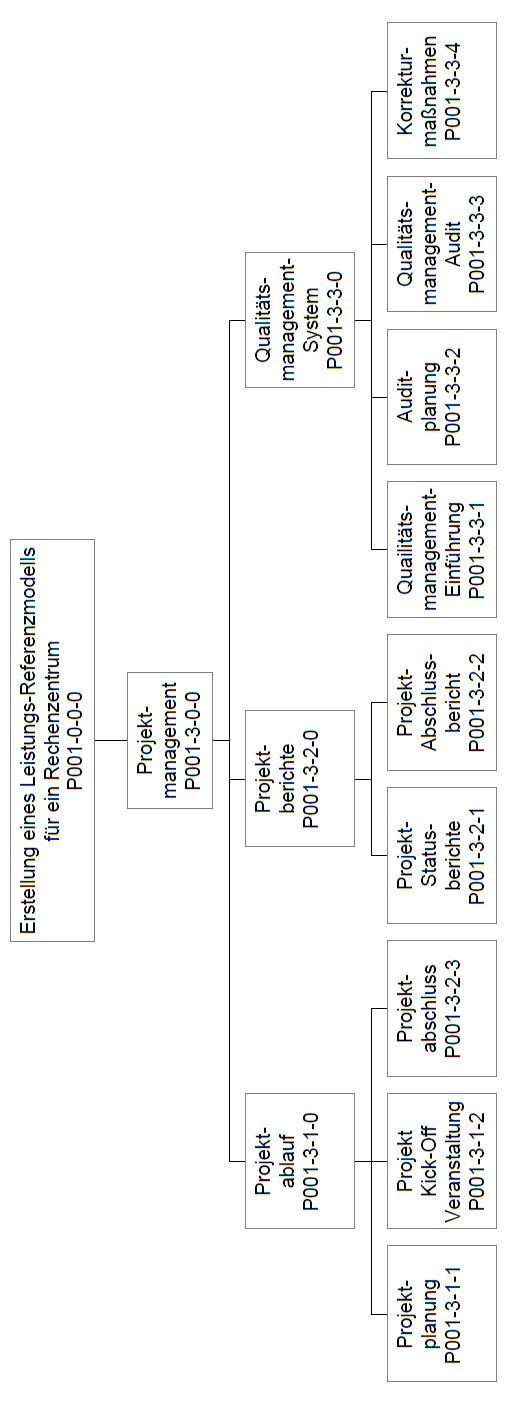 Erstellung eines Leistungs-Referenzmodells
für ein Rechenzentrum
P001-0-0-0
Projekt-
management
P001-3-0-0
Projekt-
ablauf
P001-3-1-0
Projekt-
berichte
P001-3-2-0
Qualitäts-
management-
System
P001-3-3-0
Projekt-
planung
P001-3-1-1
Projekt
Kick-Off
Veranstaltung
P001-3-1-2
Projekt-
abschluss
P001-3-2-3
Projekt-
Status-
berichte
P001-3-2-1
Projekt-
Abschluss-
bericht
P001-3-2-2
Quailitäts-
management-
Einführung
P001-3-3-1
Audit-
planung
P001-3-3-2
Qualitäts-
management-
Audit
P001-3-3-3
Korrektur-
maßnahmen
P001-3-3-4